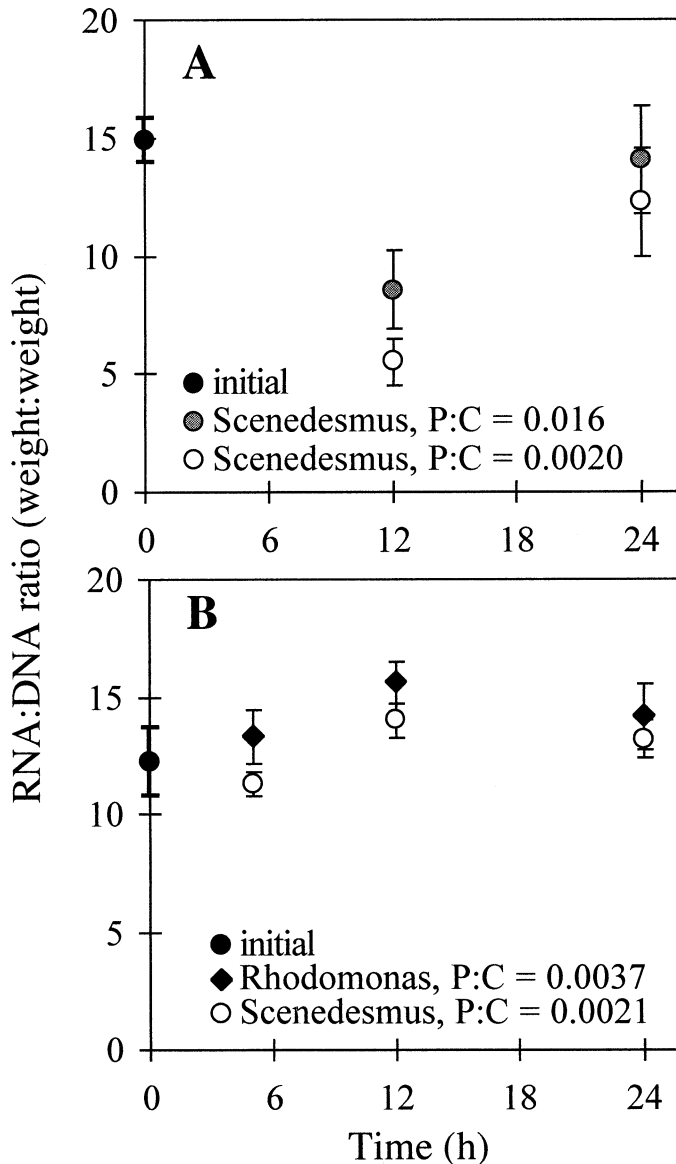 RNA:DNA ratio (weight:weight)
20
A
15
10
5
initial
Scenedesmus, P:C = 0.016
Scenedesmus, P:C = 0.0020
0
0 6 12 18 24
20
B
15
10
5
initial
Rhodomonas, P:C = 0.0037
Scenedesmus, P:C = 0.0021
0
0 6 12 18 24
Time (h)